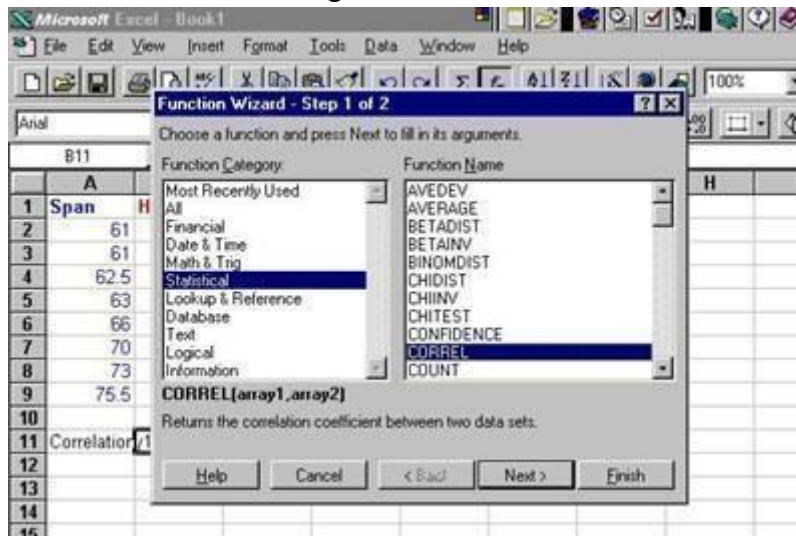 Microsoft Excel - Book1
File Edit View Insert Format Tools Data Window Help
100%
Function Wizard - Step 1 of 2
Arial
Choose a function and press Next to fill in its arguments.
B11
Function Category:
Function Name
A H
Most Recently Used
All
Financial
Date & Time
Math & Trig
Statistical
Lookup & Reference
Database
Text
Logical
Information
AVEDEV
AVERAGE
BETADIST
BETAINV
BINOMDIST
CHIDIST
CHIINV
CHITEST
CONFIDENCE
CORREL
COUNT
1 Span H
2 61
3 61
4 62.5
5 63
6 66
7 70
8 73
9 75.5
10
11 Correlation
12
13
14
15
CORREL(array1,array2)
Returns the correlation coefficient between two data sets.
Help Cancel < Back Next > Finish